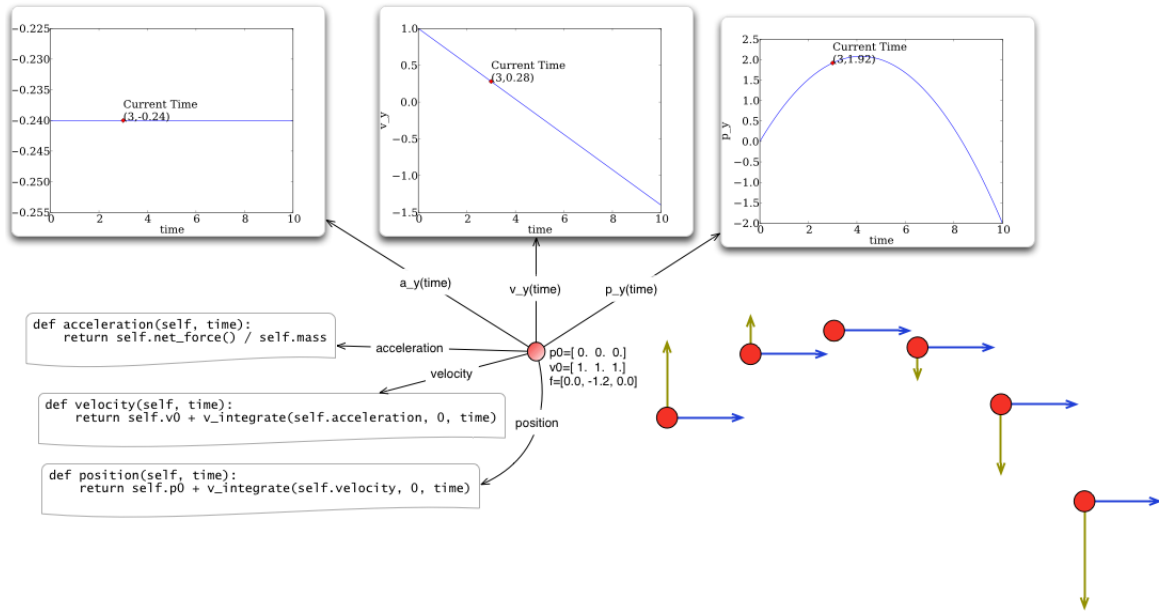 −0.225
−0.230
−0.235
−0.240
−0.245
−0.250
−0.255
0 2 4 6 8 10
time
Current Time
(3,-0.24)
1.0
0.5
0.0
−0.5
−1.0
−1.5
0 2 4 6 8 10
time
v_y
Current Time
(3,0.28)
2.5
2.0
1.5
1.0
0.5
0.0
−0.5
−1.0
−1.5
−2.0
0 2 4 6 8 10
time
p_y
Current Time
(3,1.92)
a_y(time)
v_y(time)
p_y(time)
def acceleration(self, time):
    return self.net_force() / self.mass
acceleration
velocity
position
p0=[ 0. 0. 0.]
v0=[ 1. 1. 1.]
f=[0.0, -1.2, 0.0]
def velocity(self, time):
    return self.v0 + v_integrate(self.acceleration, 0, time)
def position(self, time):
    return self.p0 + v_integrate(self.velocity, 0, time)